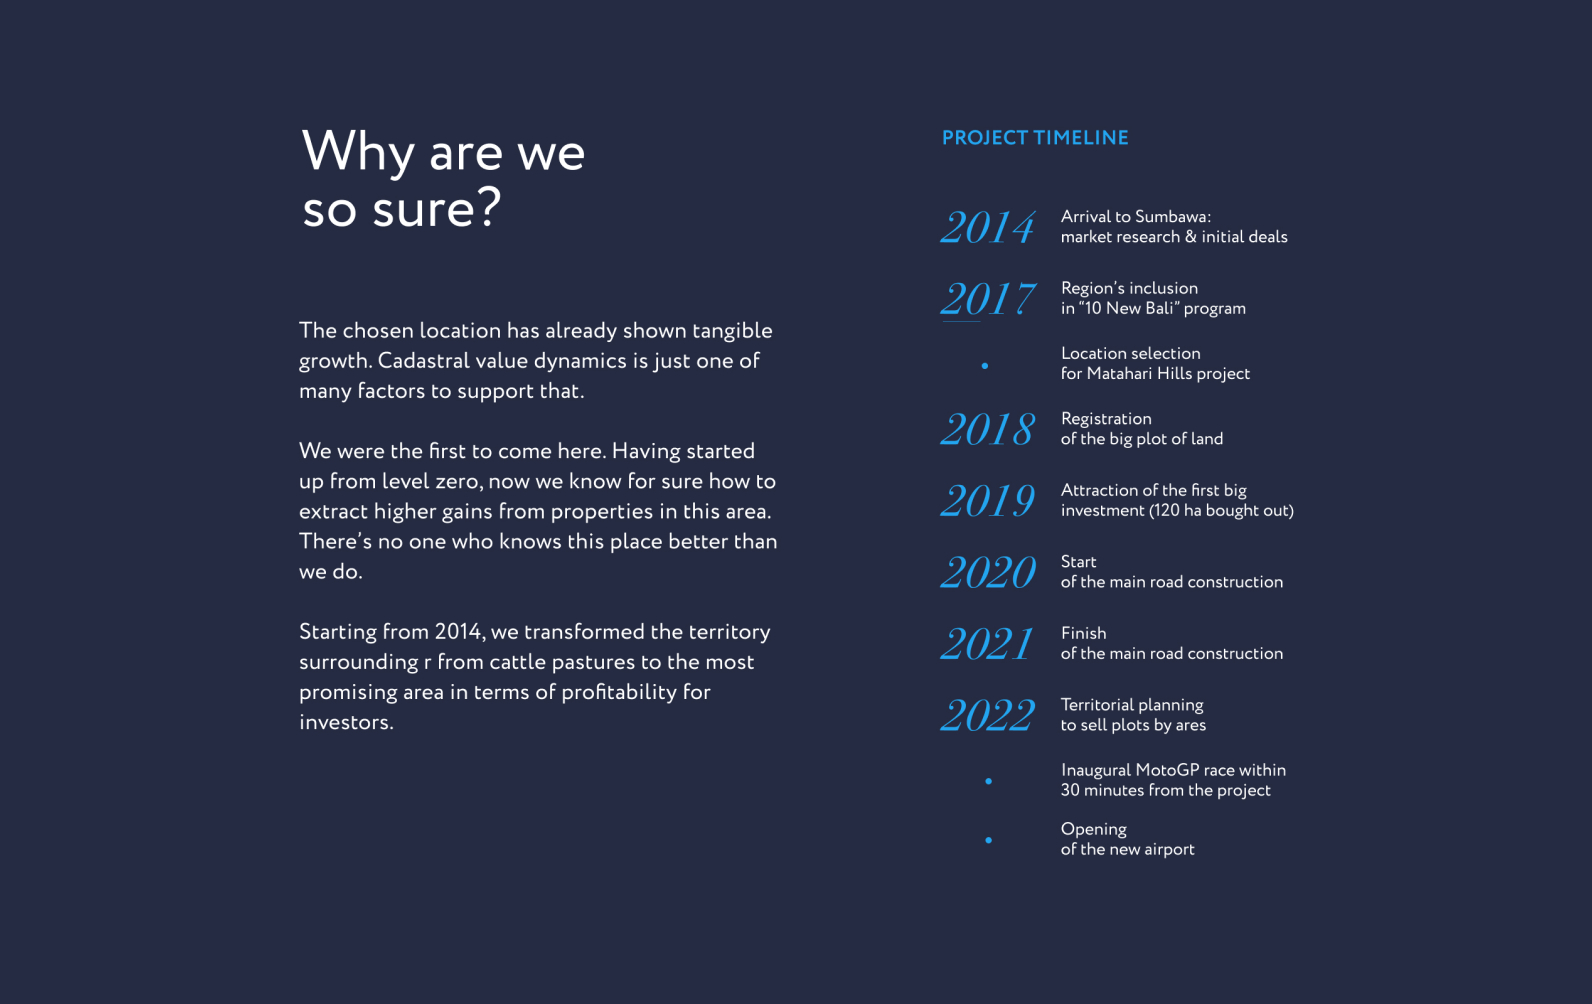 Why are we
so sure?
The chosen location has already shown tangible
growth. Cadastral value dynamics is just one of
many factors to support that.
We were the first to come here. Having started
up from level zero, now we know for sure how to
extract higher gains from properties in this area.
There's no one who knows this place better than
we do.
Starting from 2014, we transformed the territory
surrounding r from cattle pastures to the most
promising area in terms of profitability for
investors.
PROJECT TIMELINE
2014
Arrival to Sumbawa:
market research & initial deals
2017
Region's inclusion
in “10 New Bali” program
Location selection
for Matahari Hills project
2018
Registration
of the big plot of land
2019
Attraction of the first big
investment (120 ha bought out)
2020
Start
of the main road construction
2021
Finish
of the main road construction
2022
Territorial planning
to sell plots by ares
Inaugural MotoGP race within
30 minutes from the project
Opening
of the new airport